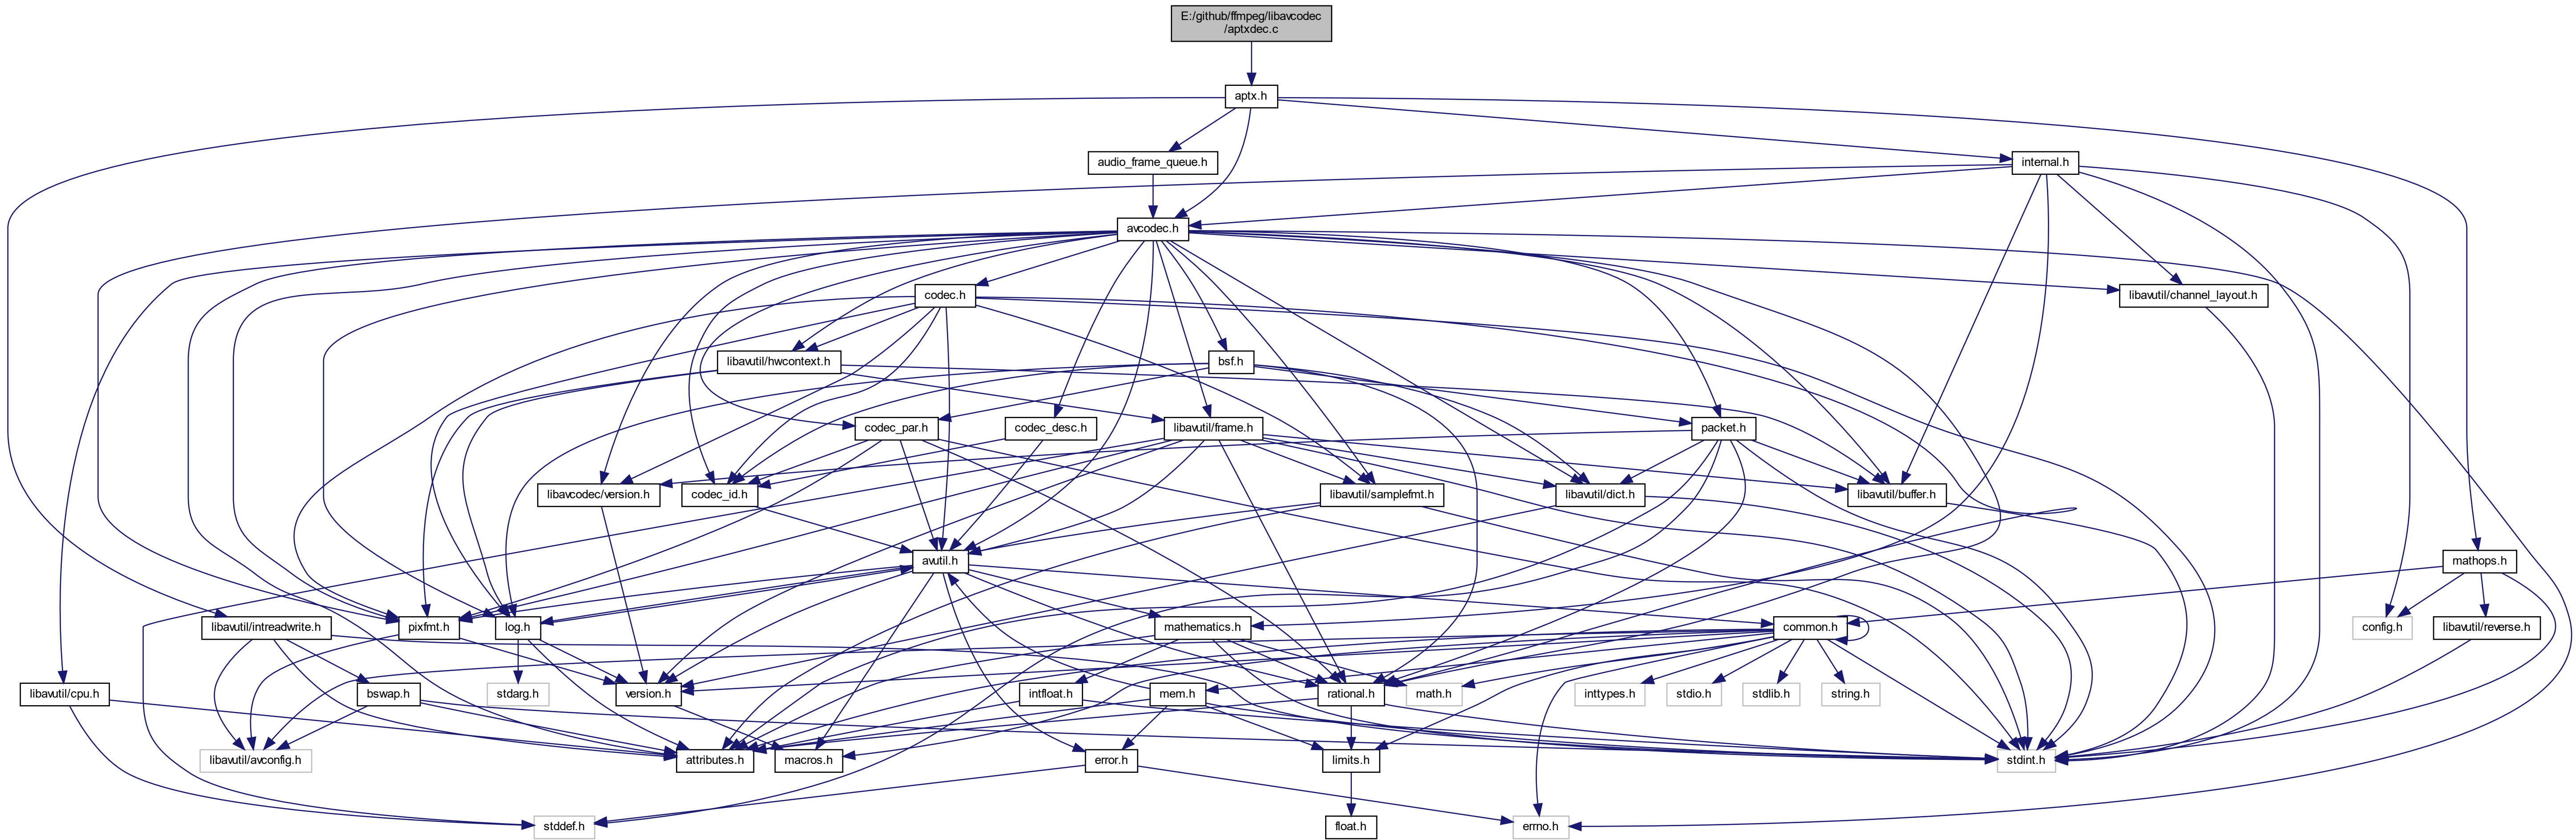 E:/github/ffmpeg/libavcodec
/aptxdec.c
aptx.h
audio_frame_queue.h
internal.h
avcodec.h
codec.h
libavutil/channel_layout.h
libavutil/hwcontext.h
bsf.h
codec_par.h
codec_desc.h
libavutil/frame.h
packet.h
libavcodec/version.h
codec_id.h
libavutil/samplefmt.h
libavutil/dict.h
libavutil/buffer.h
avutil.h
mathops.h
libavutil/intreadwrite.h
pixfmt.h
log.h
mathematics.h
common.h
config.h
libavutil/reverse.h
libavutil/cpu.h
bswap.h
stdarg.h
version.h
intfloat.h
mem.h
rational.h
math.h
inttypes.h
stdio.h
stdlib.h
string.h
libavutil/avconfig.h
attributes.h
macros.h
error.h
limits.h
stdint.h
stddef.h
float.h
errno.h